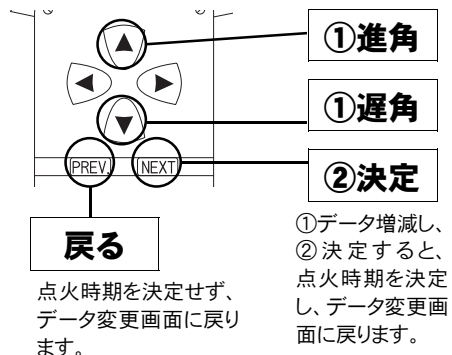 ①進角
①遅角
PREV.
NEXT
②決定
戻る
①データ増減し、
②決定すると、
点火時期を決定
し、データ変更画
面に戻ります。
点火時期を決定せず、
データ変更画面に戻り
ます。